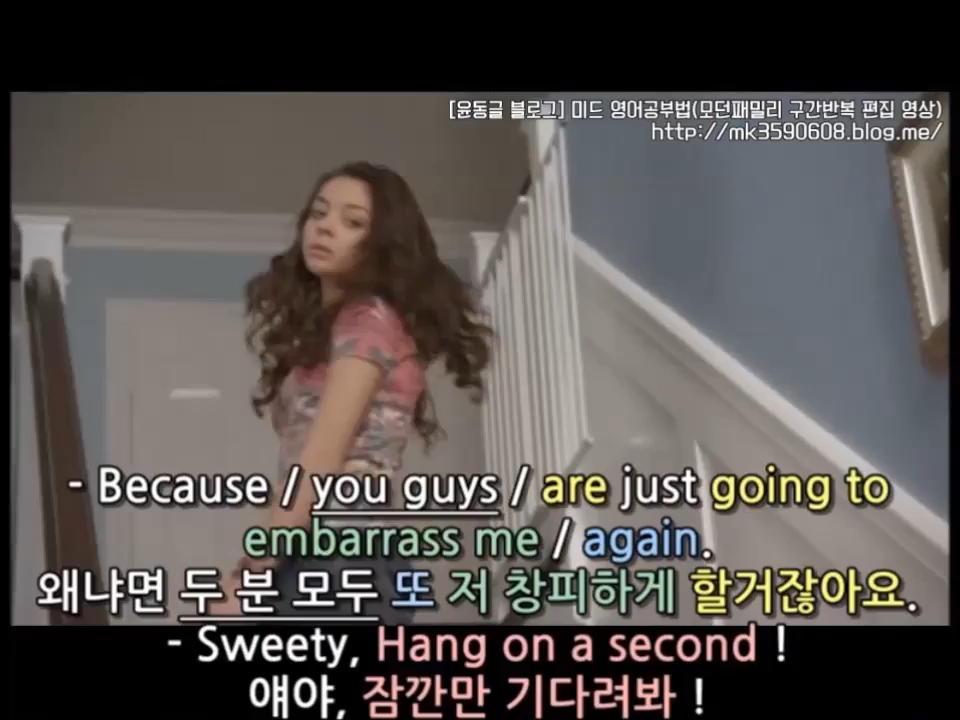 [윤동글 블로그] 미드 영어공부법(모던패밀리 구간반복 편집 영상)
http://mk3590608.blog.me/
- Because / you guys / are just going to
embarrass me / again.
왜냐면 두 분 모두 또 저 창피하게 할거잖아요.
- Sweety, Hang on a second !
얘야, 잠깐만 기다려봐 !